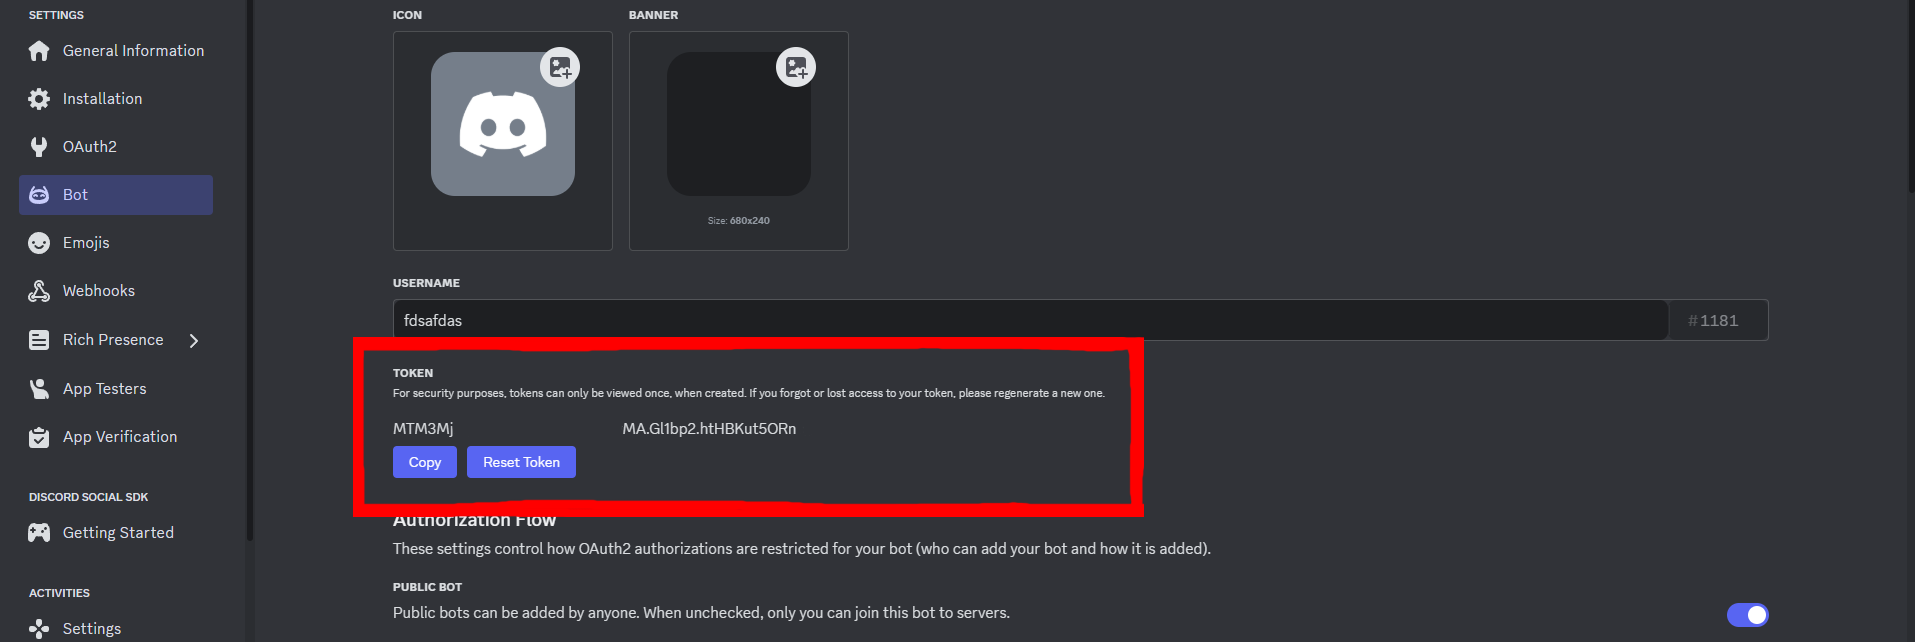 SETTINGS
General Information
Installation
OAuth2
Bot
Emojis
Webhooks
Rich Presence
App Testers
App Verification
DISCORD SOCIAL SDK
Getting Started
ACTIVITIES
Settings
ICON
BANNER
Size: 680x240
USERNAME
fdsafdas
#1181
TOKEN
For security purposes, tokens can only be viewed once, when created. If you forgot or lost access to your token, please regenerate a new one.
MTM3Mj MA.Gl1bp2.htHBKut5ORn
Copy Reset Token
Authorization Flow
These settings control how OAuth2 authorizations are restricted for your bot (who can add your bot and how it is added).
PUBLIC BOT
Public bots can be added by anyone. When unchecked, only you can join this bot to servers.